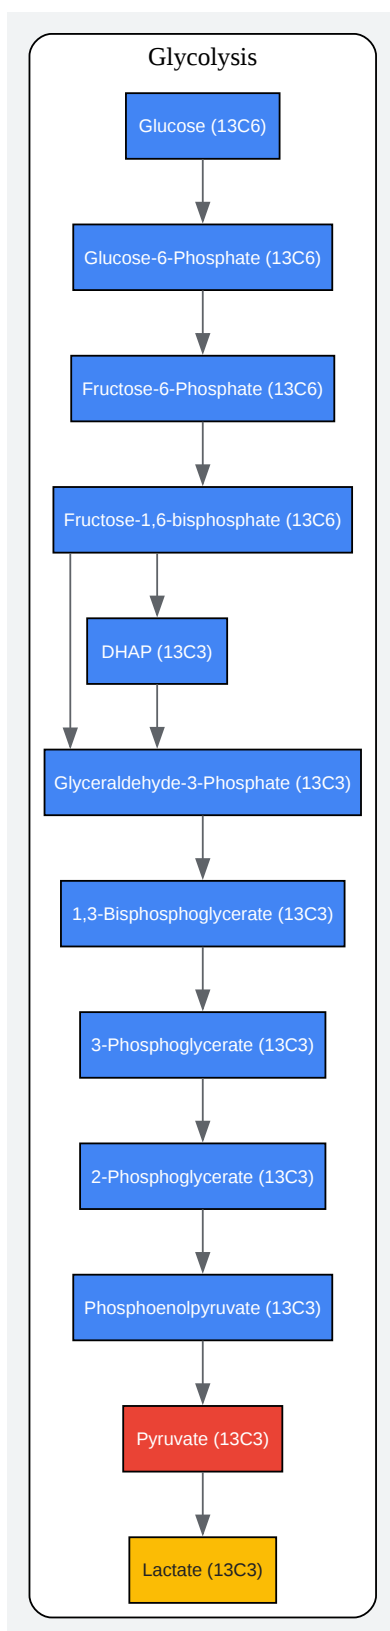 Glycolysis
Glucose (13C6)
Glucose-6-Phosphate (13C6)
Fructose-6-Phosphate (13C6)
Fructose-1,6-bisphosphate (13C6)
DHAP (13C3)
Glyceraldehyde-3-Phosphate (13C3)
1,3-Bisphosphoglycerate (13C3)
3-Phosphoglycerate (13C3)
2-Phosphoglycerate (13C3)
Phosphoenolpyruvate (13C3)
Pyruvate (13C3)
Lactate (13C3)